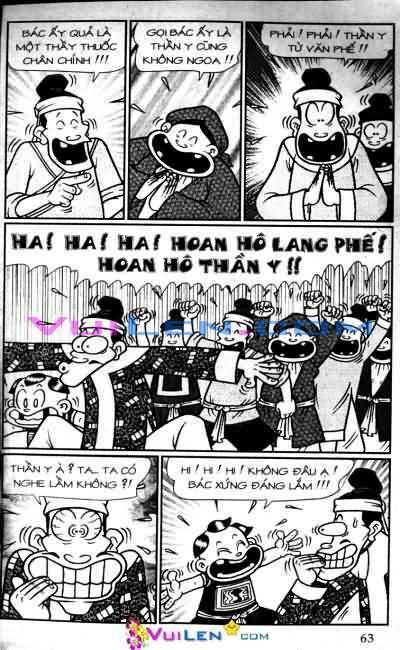 BÁC ẤY QUẢ LÀ
MỘT THẦY THUỐC
CHÂN CHÍNH !!!
GỌI BÁC ẤY LÀ
THẦN Y CŨNG
KHÔNG NGOA !!
PHẢI ! PHẢI ! THẦN Y
TỪ VĂN PHẾ !!
HA! HA! HA! HOAN HÔ LANG PHẾ!
HOAN HÔ THẦN Y !!
VUILEN.COM
THẦN Y À ? TA.. TA CÓ
NGHE LẦM KHÔNG ?!
HI ! HI ! HI ! KHÔNG ĐÂU Ạ !
BÁC XỨNG ĐÁNG LẮM !!!
63
VUILEN.COM